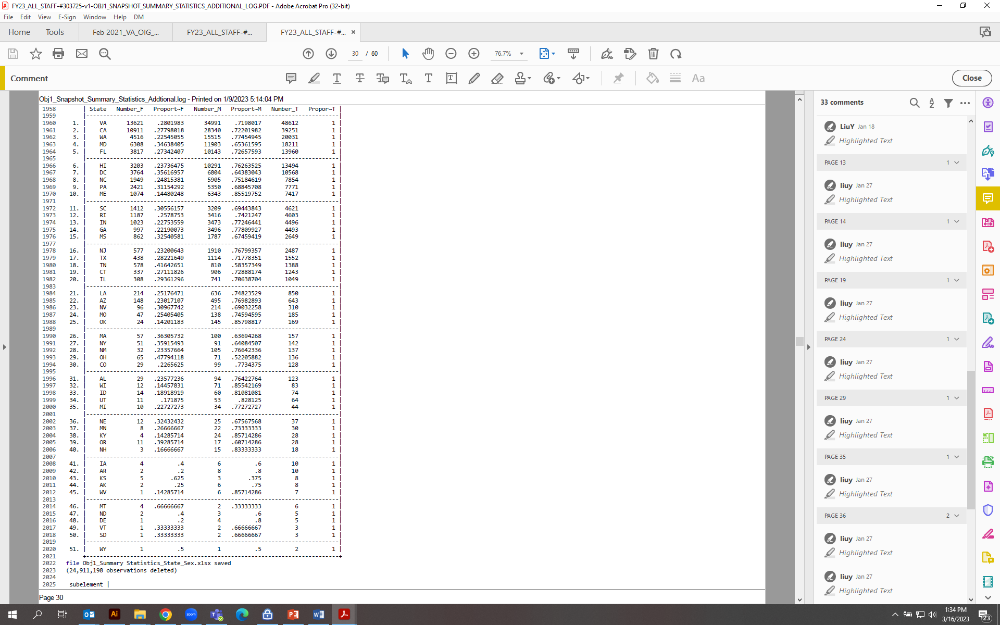 FY23_ALL_STAFF-#303725-v1-OBJ1_SNAPSHOT_SUMMARY_STATISTICS_ADDITIONAL_LOG.PDF - Adobe Acrobat Pro (32-bit)
File Edit View E-Sign Window Help DM
Home Tools Feb 2021_VA_OIG_... FY23_ALL_STAFF-#... FY23_ALL_STAFF-#... ×
30 / 60 76.7%
Comment Aa Close
Obj1_Snapshot_Summary_Statistics_Addtional.log - Printed on 1/9/2023 5:14:04 PM
1958 | State Number_F Proport~F Number_M Proport~M Number_T Propor~T |
1959 |-------------------------------------------------------------------------|
1960 1. | VA 13621 .2801983 34991 .7198017 48612 1 |
1961 2. | CA 10911 .27798018 28340 .72201982 39251 1 |
1962 3. | WA 4516 .22545055 15515 .77454945 20031 1 |
1963 4. | MD 6308 .34638405 11903 .65361595 18211 1 |
1964 5. | FL 3817 .27342407 10143 .72657593 13960 1 |
1965 |-------------------------------------------------------------------------|
1966 6. | HI 3203 .23736475 10291 .76263525 13494 1 |
1967 7. | DC 3764 .35616957 6804 .64383043 10568 1 |
1968 8. | NC 1949 .24815381 5905 .75184619 7854 1 |
1969 9. | PA 2421 .31154292 5350 .68845708 7771 1 |
1970 10. | ME 1074 .14480248 6343 .85519752 7417 1 |
1971 |-------------------------------------------------------------------------|
1972 11. | SC 1412 .30556157 3209 .69443843 4621 1 |
1973 12. | RI 1187 .2578753 3416 .7421247 4603 1 |
1974 13. | IN 1023 .22753559 3473 .77246441 4496 1 |
1975 14. | GA 997 .22190073 3496 .77809927 4493 1 |
1976 15. | MS 862 .32540581 1787 .67459419 2649 1 |
1977 |-------------------------------------------------------------------------|
1978 16. | NJ 577 .23200643 1910 .76799357 2487 1 |
1979 17. | TX 438 .28221649 1114 .71778351 1552 1 |
1980 18. | TN 578 .41642651 810 .58357349 1388 1 |
1981 19. | CT 337 .27111826 906 .72888174 1243 1 |
1982 20. | IL 308 .29361296 741 .70638704 1049 1 |
1983 |-------------------------------------------------------------------------|
1984 21. | LA 214 .25176471 636 .74823529 850 1 |
1985 22. | AZ 148 .23017107 495 .76982893 643 1 |
1986 23. | NV 96 .30967742 214 .69032258 310 1 |
1987 24. | MO 47 .25405405 138 .74594595 185 1 |
1988 25. | OK 24 .14201183 145 .85798817 169 1 |
1989 |-------------------------------------------------------------------------|
1990 26. | MA 57 .36305732 100 .63694268 157 1 |
1991 27. | NY 51 .35915493 91 .64084507 142 1 |
1992 28. | NM 32 .23357664 105 .76642336 137 1 |
1993 29. | OH 65 .47794118 71 .52205882 136 1 |
1994 30. | CO 29 .2265625 99 .7734375 128 1 |
1995 |-------------------------------------------------------------------------|
1996 31. | AL 29 .23577236 94 .76422764 123 1 |
1997 32. | WI 12 .14457831 71 .85542169 83 1 |
1998 33. | ID 14 .18918919 60 .81081081 74 1 |
1999 34. | UT 11 .171875 53 .828125 64 1 |
2000 35. | MI 10 .22727273 34 .77272727 44 1 |
2001 |-------------------------------------------------------------------------|
2002 36. | NE 12 .32432432 25 .67567568 37 1 |
2003 37. | MN 8 .26666667 22 .73333333 30 1 |
2004 38. | KY 4 .14285714 24 .85714286 28 1 |
2005 39. | OR 11 .39285714 17 .60714286 28 1 |
2006 40. | NH 3 .16666667 15 .83333333 18 1 |
2007 |-------------------------------------------------------------------------|
2008 41. | IA 4 .4 6 .6 10 1 |
2009 42. | AR 2 .2 8 .8 10 1 |
2010 43. | KS 5 .625 3 .375 8 1 |
2011 44. | AK 2 .25 6 .75 8 1 |
2012 45. | WV 1 .14285714 6 .85714286 7 1 |
2013 |-------------------------------------------------------------------------|
2014 46. | MT 4 .66666667 2 .33333333 6 1 |
2015 47. | ND 2 .4 3 .6 5 1 |
2016 48. | DE 1 .2 4 .8 5 1 |
2017 49. | VT 1 .33333333 2 .66666667 3 1 |
2018 50. | SD 1 .33333333 2 .66666667 3 1 |
2019 |-------------------------------------------------------------------------|
2020 51. | WY 1 .5 1 .5 2 1 |
2021 +-------------------------------------------------------------------------+
2022 file Obj1_Summary Statistics_State_Sex.xlsx saved
2023 (24,911,198 observations deleted)
2024
2025 subelement |
Page 30
33 comments
LiuY Jan 18
Highlighted Text
PAGE 13 1
liuy Jan 27
Highlighted Text
PAGE 14 1
liuy Jan 27
Highlighted Text
PAGE 19 1
liuy Jan 27
Highlighted Text
PAGE 24 1
liuy Jan 27
Highlighted Text
PAGE 29 1
liuy Jan 27
Highlighted Text
PAGE 35 1
liuy Jan 27
Highlighted Text
PAGE 36 2
liuy Jan 27
Highlighted Text
liuy Jan 27
Highlighted Text
1:34 PM
3/16/2023
23